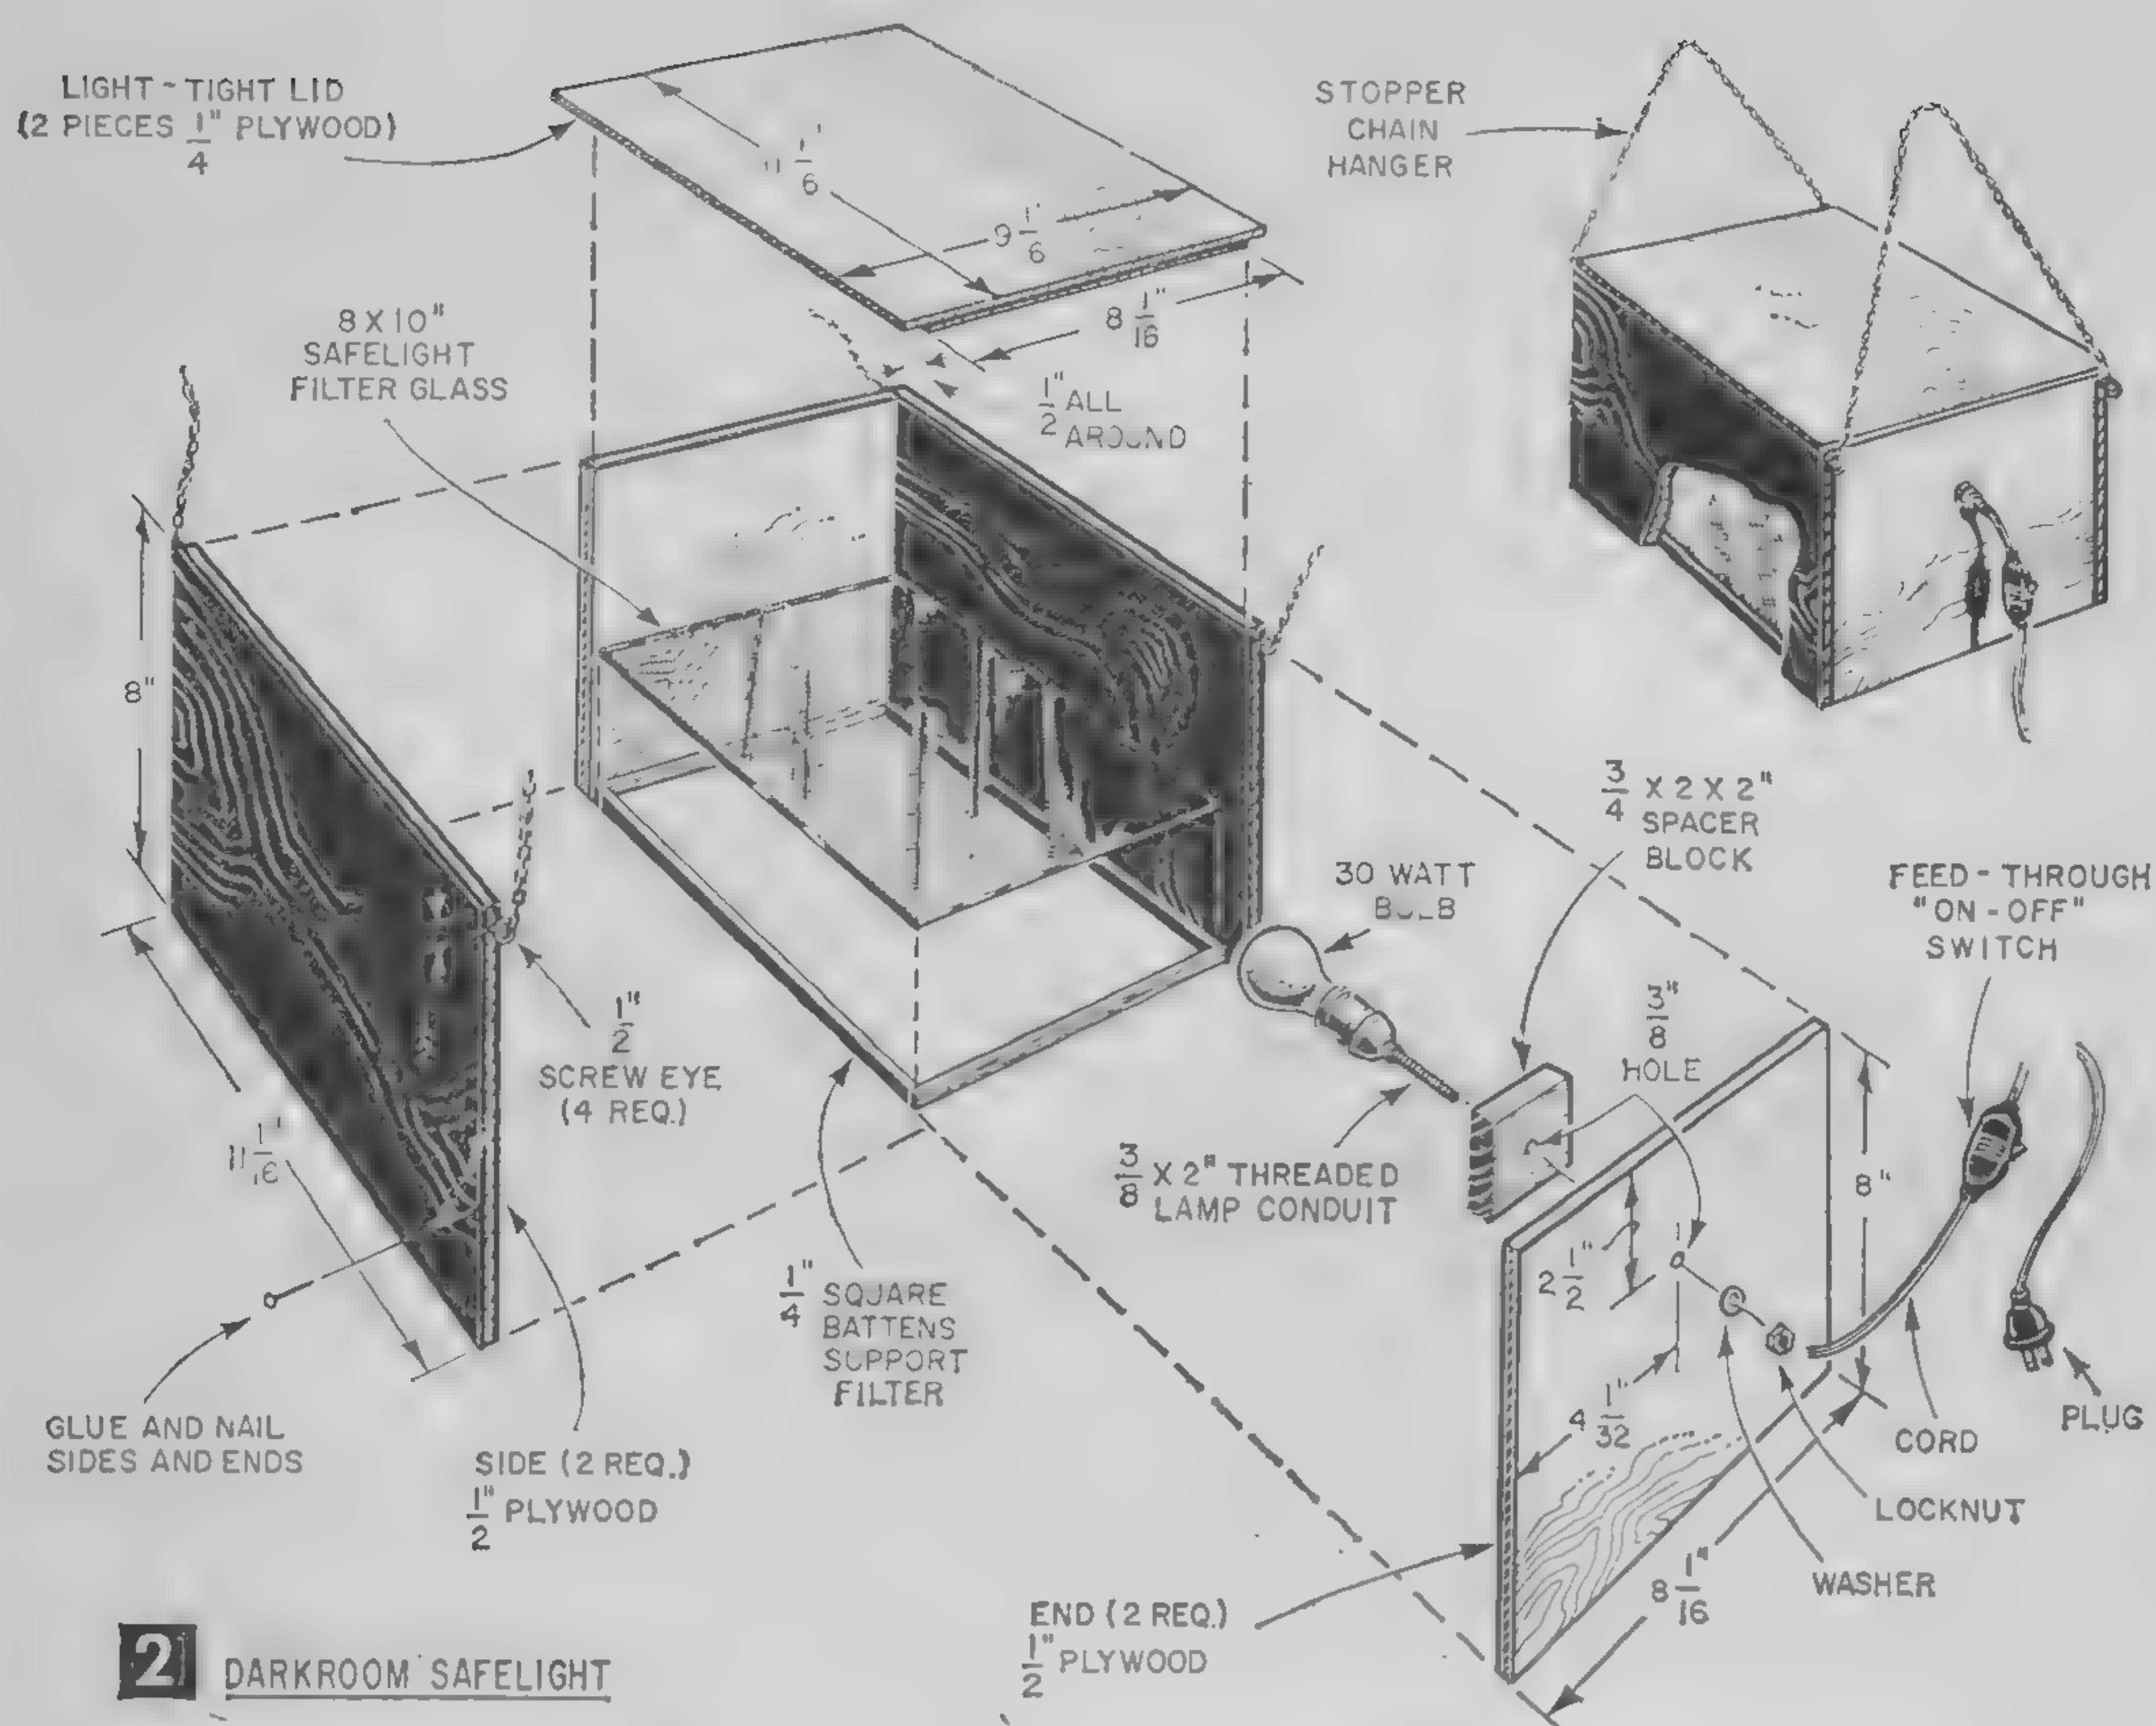 LIGHT-TIGHT LID
(2 PIECES 1/4" PLYWOOD)
11 1/6"
9 1/6"
8 1/16"
1/2" ALL
AROUND
STOPPER
CHAIN
HANGER
8 X 10"
SAFELIGHT
FILTER GLASS
8"
11 1/16"
1/2"
SCREW EYE
(4 REQ.)
3/4 X 2 X 2"
SPACER
BLOCK
30 WATT
BULB
3/8"
HOLE
FEED-THROUGH
"ON-OFF"
SWITCH
3/8 X 2" THREADED
LAMP CONDUIT
1/4" SQUARE
BATTENS
SUPPORT
FILTER
2 1/2"
8"
4 1/32"
8 1/16"
GLUE AND NAIL
SIDES AND ENDS
SIDE (2 REQ.)
1/2" PLYWOOD
PLUG
CORD
LOCKNUT
WASHER
END (2 REQ.)
1/2" PLYWOOD
2 DARKROOM SAFELIGHT